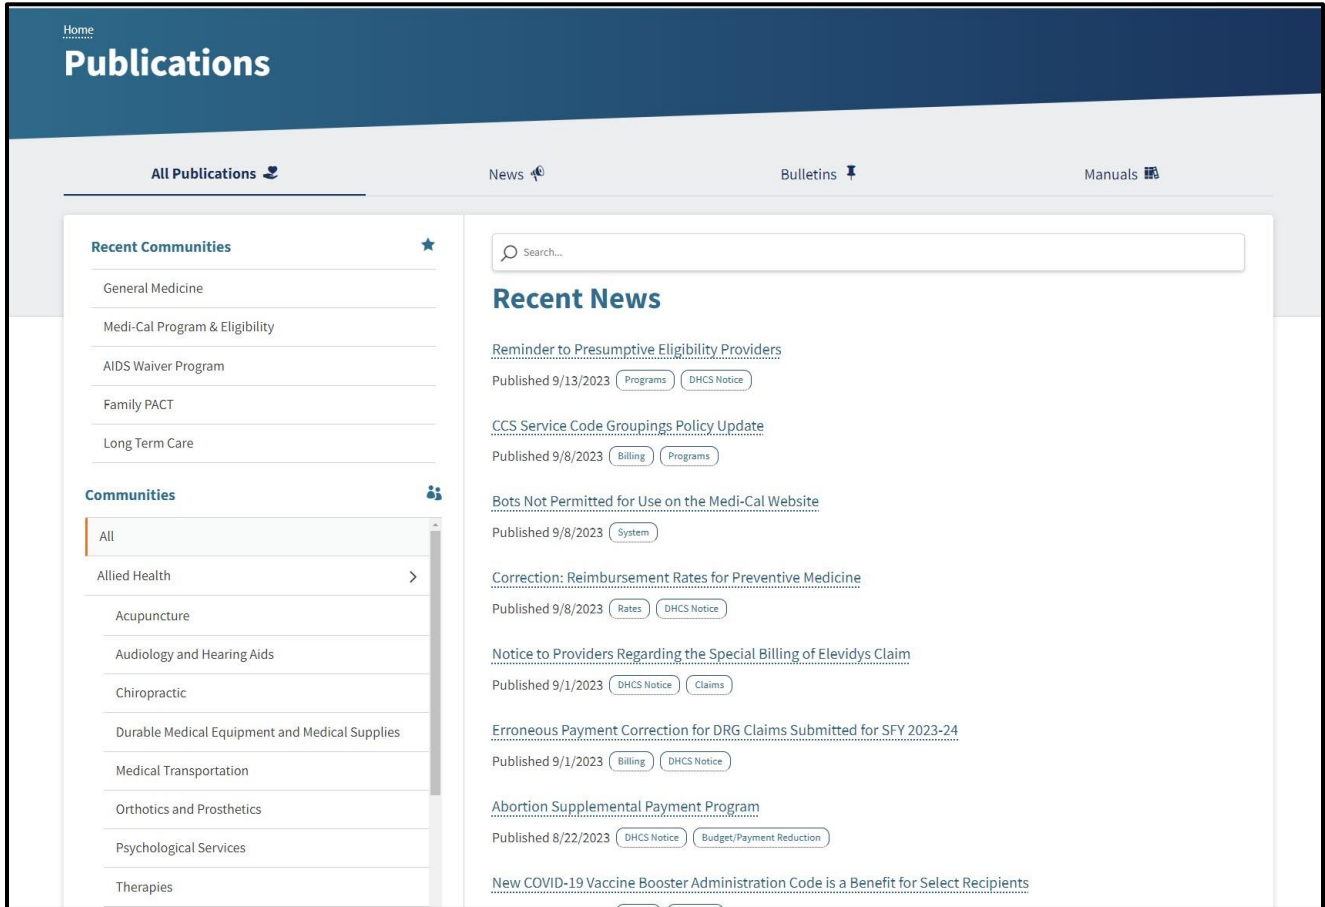 Home
Publications
All Publications
News
Bulletins
Manuals
Recent Communities
General Medicine
Medi-Cal Program & Eligibility
AIDS Waiver Program
Family PACT
Long Term Care
Communities
All
Allied Health
Acupuncture
Audiology and Hearing Aids
Chiropractic
Durable Medical Equipment and Medical Supplies
Medical Transportation
Orthotics and Prosthetics
Psychological Services
Therapies
Search...
Recent News
Reminder to Presumptive Eligibility Providers
Published 9/13/2023 Programs DHCS Notice
CCS Service Code Groupings Policy Update
Published 9/8/2023 Billing Programs
Bots Not Permitted for Use on the Medi-Cal Website
Published 9/8/2023 System
Correction: Reimbursement Rates for Preventive Medicine
Published 9/8/2023 Rates DHCS Notice
Notice to Providers Regarding the Special Billing of Elevidys Claim
Published 9/1/2023 DHCS Notice Claims
Erroneous Payment Correction for DRG Claims Submitted for SFY 2023-24
Published 9/1/2023 Billing DHCS Notice
Abortion Supplemental Payment Program
Published 8/22/2023 DHCS Notice Budget/Payment Reduction
New COVID-19 Vaccine Booster Administration Code is a Benefit for Select Recipients